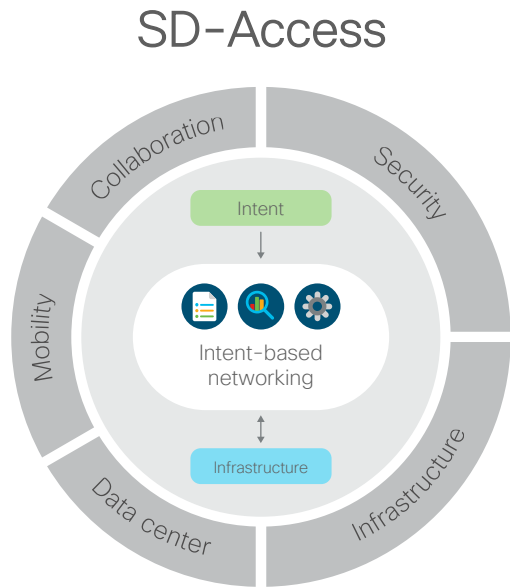 SD-Access
Collaboration
Security
Mobility
Intent
Intent-based
networking
Infrastructure
Data center
Infrastructure